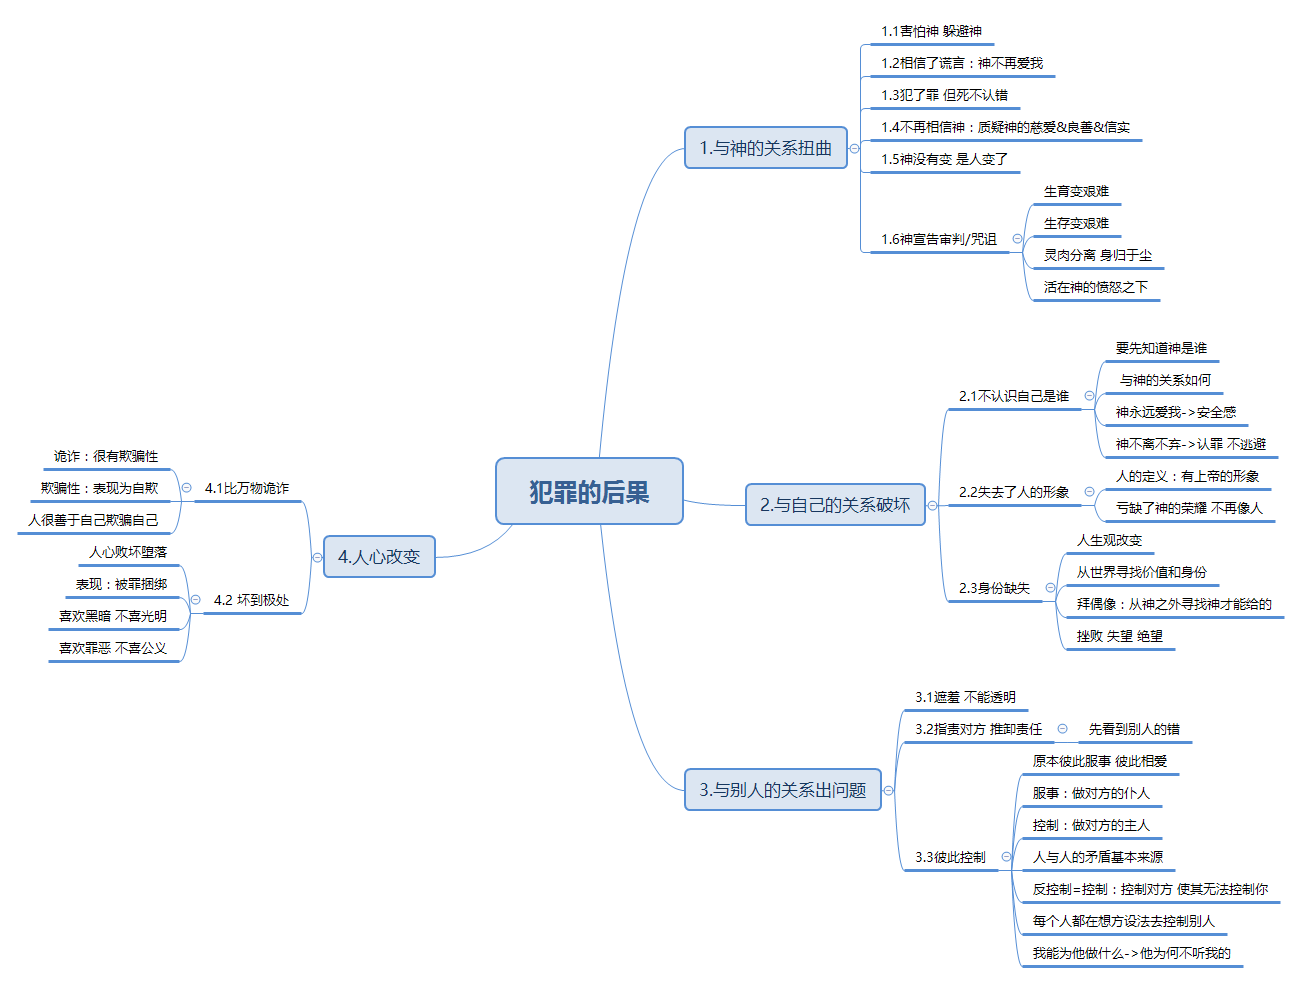 犯罪的后果
1.与神的关系扭曲
1.1害怕神 躲避神
1.2相信了谎言：神不再爱我
1.3犯了罪 但死不认错
1.4不再相信神：质疑神的慈爱&良善&信实
1.5神没有变 是人变了
1.6神宣告审判/咒诅
生育变艰难
生存变艰难
灵肉分离 身归于尘
活在神的愤怒之下
2.与自己的关系破坏
2.1不认识自己是谁
要先知道神是谁
与神的关系如何
神永远爱我->安全感
神不离不弃->认罪 不逃避
2.2失去了人的形象
人的定义：有上帝的形象
亏缺了神的荣耀 不再像人
2.3身份缺失
人生观改变
从世界寻找价值和身份
拜偶像：从神之外寻找神才能给的
挫败 失望 绝望
3.与别人的关系出问题
3.1遮羞 不能透明
3.2指责对方 推卸责任
先看到别人的错
3.3彼此控制
原本彼此服事 彼此相爱
服事：做对方的仆人
控制：做对方的主人
人与人的矛盾基本来源
反控制=控制：控制对方 使其无法控制你
每个人都在想方设法去控制别人
我能为他做什么->他为何不听我的
4.人心改变
4.1比万物诡诈
诡诈：很有欺骗性
欺骗性：表现为自欺
人很善于自己欺骗自己
4.2 坏到极处
人心败坏堕落
表现：被罪捆绑
喜欢黑暗 不喜光明
喜欢罪恶 不喜公义